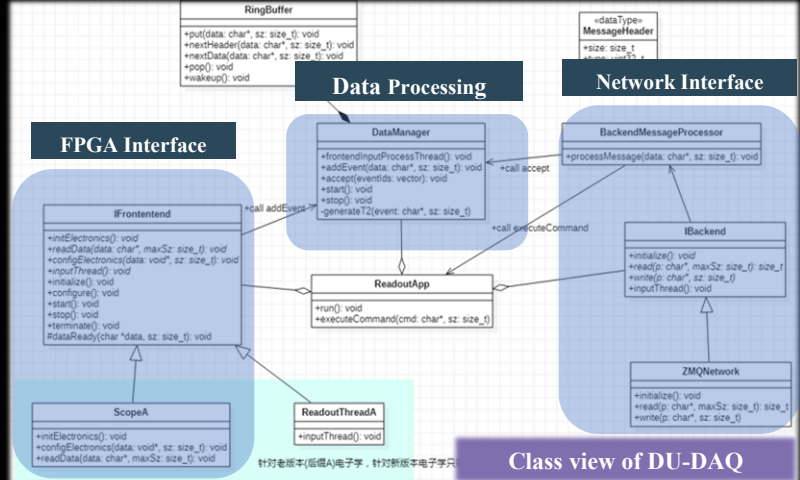 RingBuffer
+put(data: char*, sz: size_t): void
+nextHeader(data: char*, sz: size_t): void
+nextData(data: char*, sz: size_t): void
+pop(): void
+wakeup(): void
«dataType»
MessageHeader
+size: size_t
Data Processing
Network Interface
FPGA Interface
DataManager
+frontendInputProcessThread(): void
+addEvent(data: char*, sz: size_t): void
+accept(eventIds: vector): void
+start(): void
+stop(): void
-generateT2(event: char*, sz: size_t)
BackendMessageProcessor
+processMessage(data: char*, sz: size_t): void
+call accept
+call addEvent
+call executeCommand
IFrontentend
+initElectronics(): void
+readData(data: char*, maxSz: size_t): void
+configElectronics(data: void*, sz: size_t): void
+inputThread(): void
+initialize(): void
+configure(): void
+start(): void
+stop(): void
+terminate(): void
#dataReady(char *data, sz: size_t): void
IBackend
+initialize(): void
+read(p: char*, maxSz: size_t): size_t
+write(p: char*, sz: size_t)
+inputThread(): void
ReadoutApp
+run(): void
+executeCommand(cmd: char*, sz: size_t)
ZMQNetwork
+initialize(): void
+read(p: char*, maxSz: size_t): size_t
+write(p: char*, sz: size_t)
ScopeA
+initElectronics(): void
+configElectronics(data: void*, sz: size_t): void
+readData(data: char*, maxSz: size_t): void
ReadoutThreadA
+inputThread(): void
针对老版本(后缀A)电子学，针对新版本电子学只
Class view of DU-DAQ